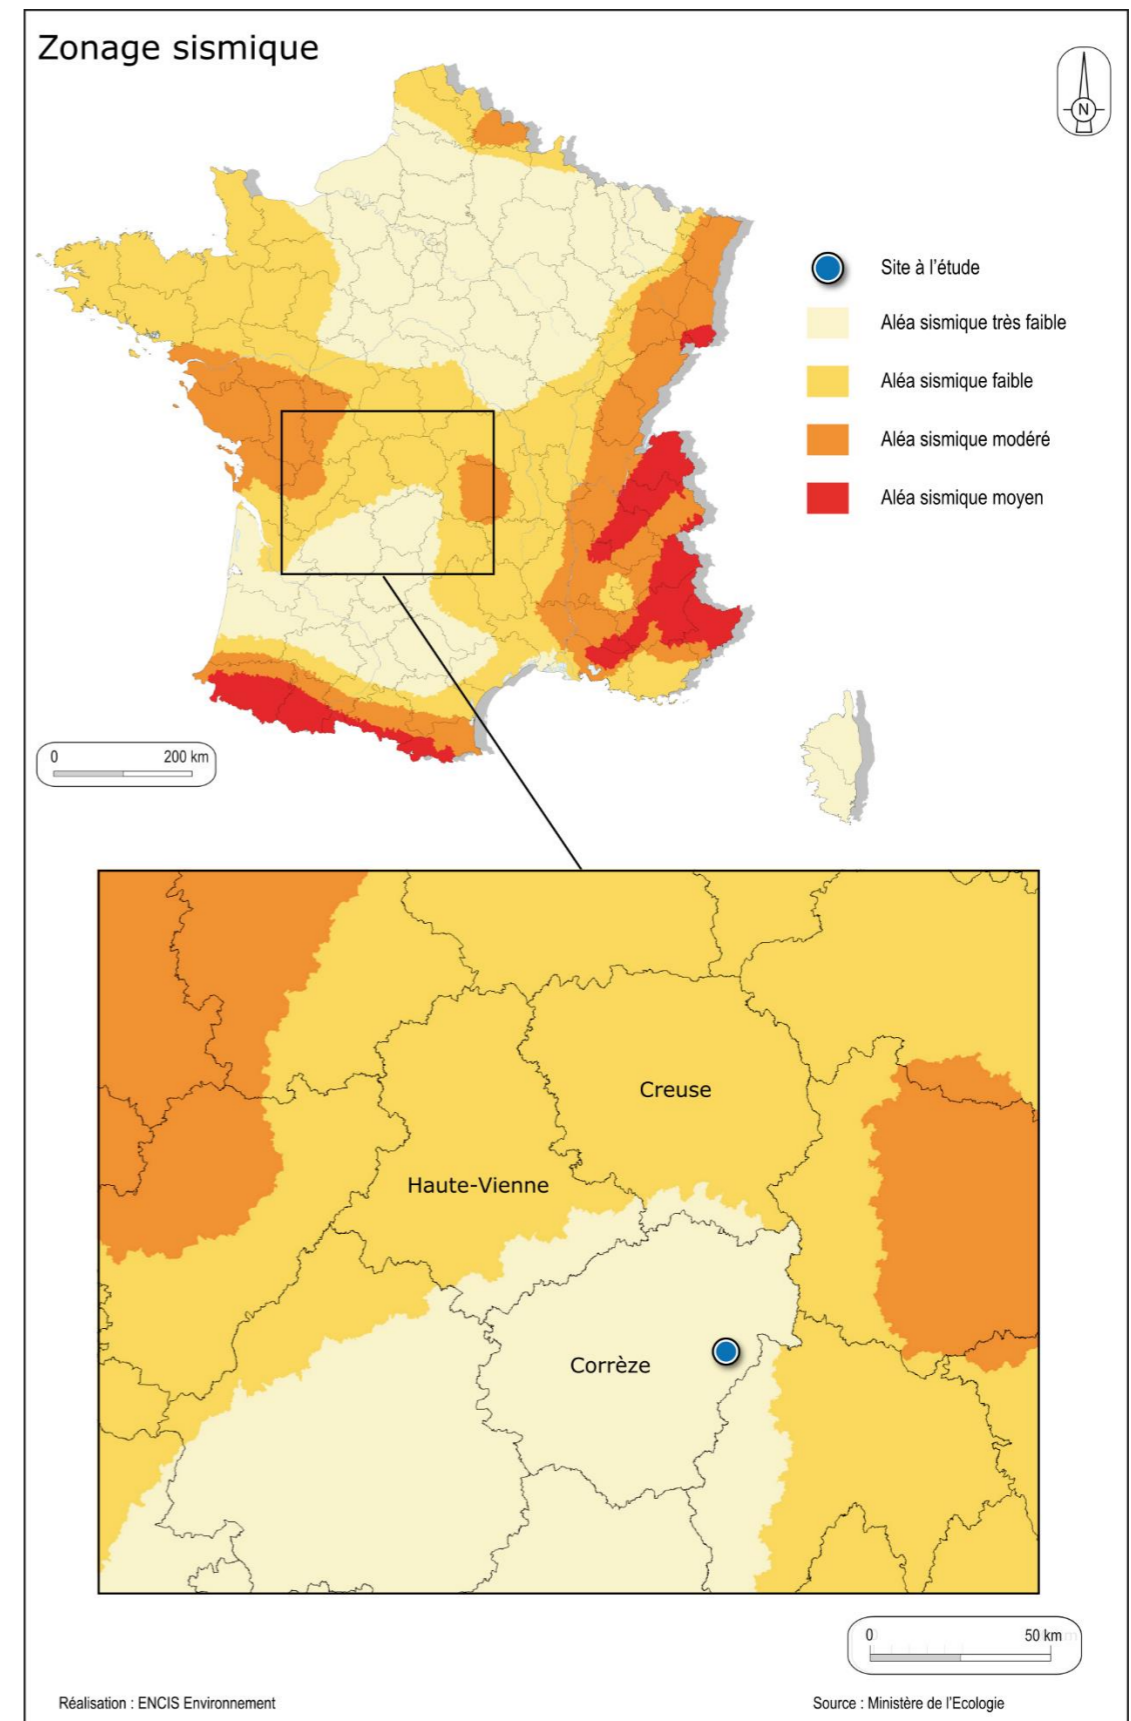 Zonage sismique
N
Site à l'étude
Aléa sismique très faible
Aléa sismique faible
Aléa sismique modéré
Aléa sismique moyen
0 200 km
Creuse
Haute-Vienne
Corrèze
0 50 km
Réalisation : ENCIS Environnement
Source : Ministère de l'Ecologie